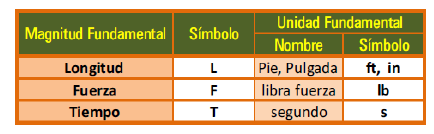 Magnitud Fundamental Símbolo Unidad Fundamental
Nombre Símbolo
Longitud L Pie, Pulgada ft, in
Fuerza F libra fuerza lb
Tiempo T segundo s